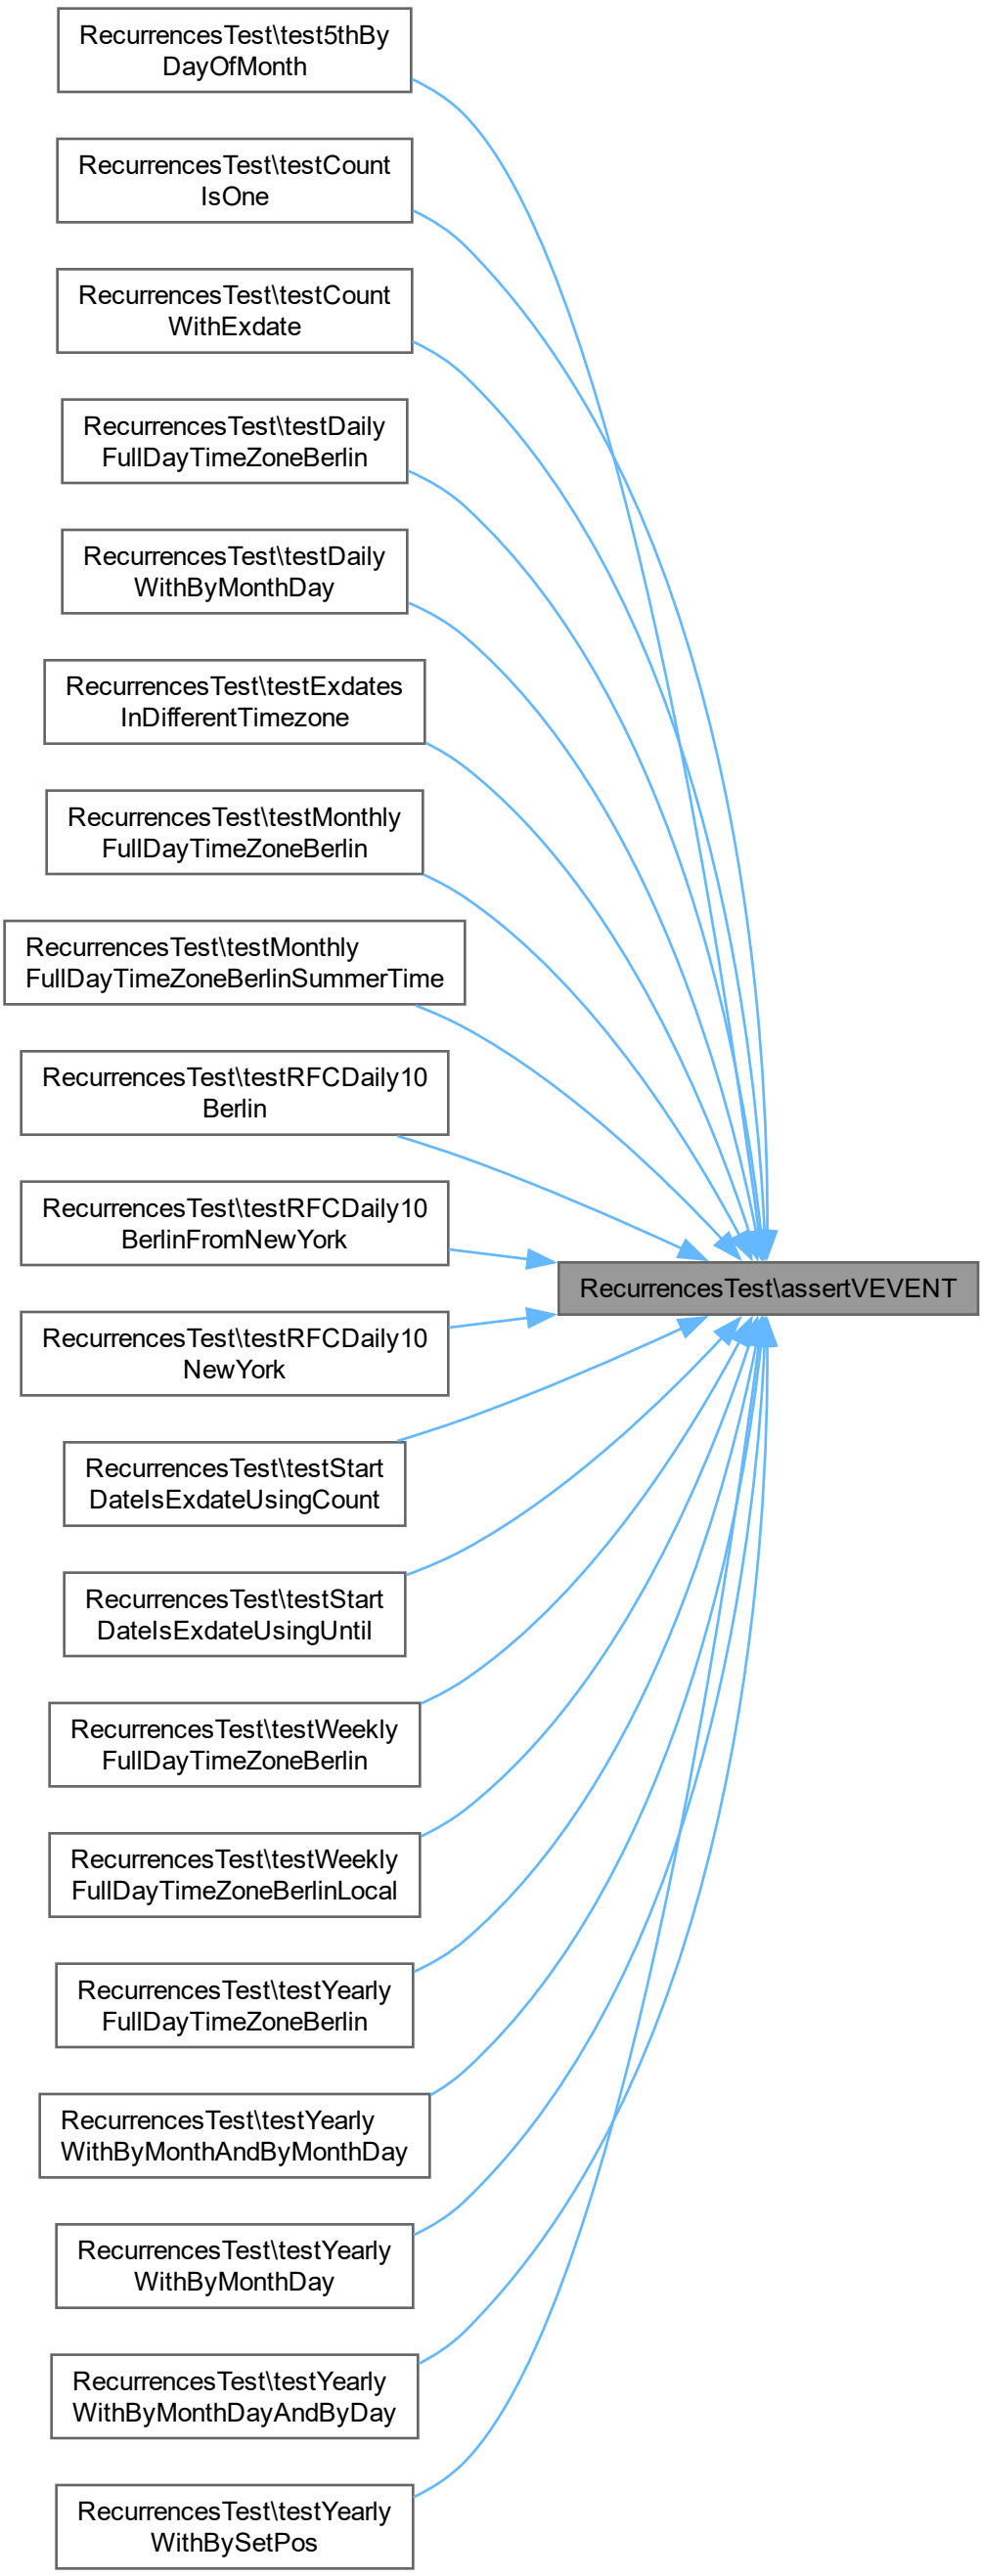 RecurrencesTest\test5thBy
DayOfMonth
RecurrencesTest\testCount
IsOne
RecurrencesTest\testCount
WithExdate
RecurrencesTest\testDaily
FullDayTimeZoneBerlin
RecurrencesTest\testDaily
WithByMonthDay
RecurrencesTest\testExdates
InDifferentTimezone
RecurrencesTest\testMonthly
FullDayTimeZoneBerlin
RecurrencesTest\testMonthly
FullDayTimeZoneBerlinSummerTime
RecurrencesTest\testRFCDaily10
Berlin
RecurrencesTest\testRFCDaily10
BerlinFromNewYork
RecurrencesTest\assertVEVENT
RecurrencesTest\testRFCDaily10
NewYork
RecurrencesTest\testStart
DateIsExdateUsingCount
RecurrencesTest\testStart
DateIsExdateUsingUntil
RecurrencesTest\testWeekly
FullDayTimeZoneBerlin
RecurrencesTest\testWeekly
FullDayTimeZoneBerlinLocal
RecurrencesTest\testYearly
FullDayTimeZoneBerlin
RecurrencesTest\testYearly
WithByMonthAndByMonthDay
RecurrencesTest\testYearly
WithByMonthDay
RecurrencesTest\testYearly
WithByMonthDayAndByDay
RecurrencesTest\testYearly
WithBySetPos